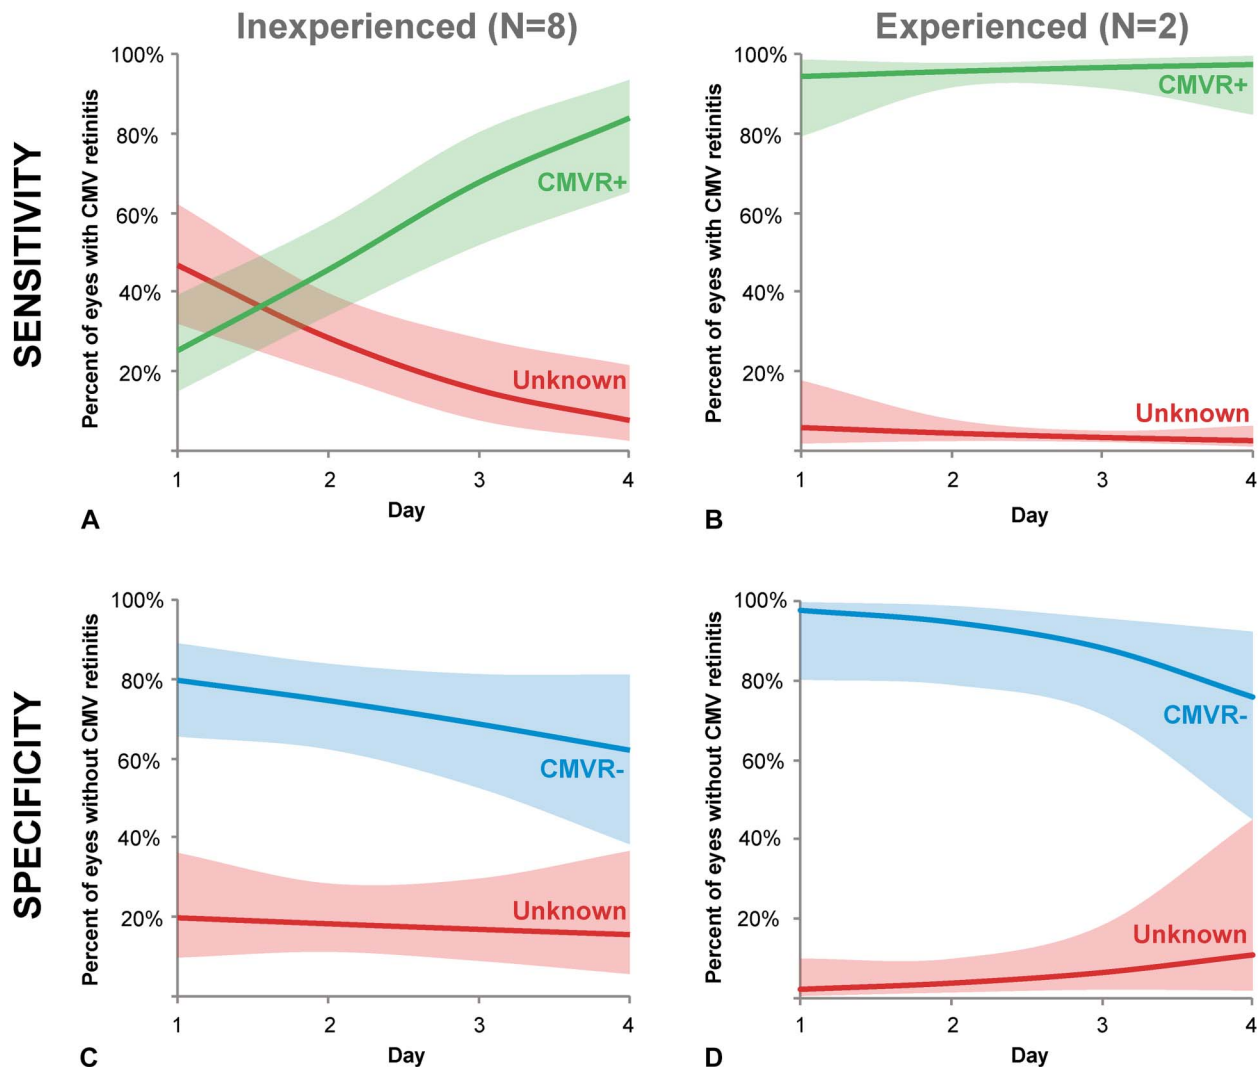 Inexperienced (N=8)
Experienced (N=2)
SENSITIVITY
Percent of eyes with CMV retinitis
100%
80%
60%
40%
20%
CMVR+
Unknown
1 2 3 4
Day
A
Percent of eyes with CMV retinitis
100%
80%
60%
40%
20%
CMVR+
Unknown
1 2 3 4
Day
B
SPECIFICITY
Percent of eyes without CMV retinitis
100%
80%
60%
40%
20%
CMVR-
Unknown
1 2 3 4
Day
C
Percent of eyes without CMV retinitis
100%
80%
60%
40%
20%
CMVR-
Unknown
1 2 3 4
Day
D